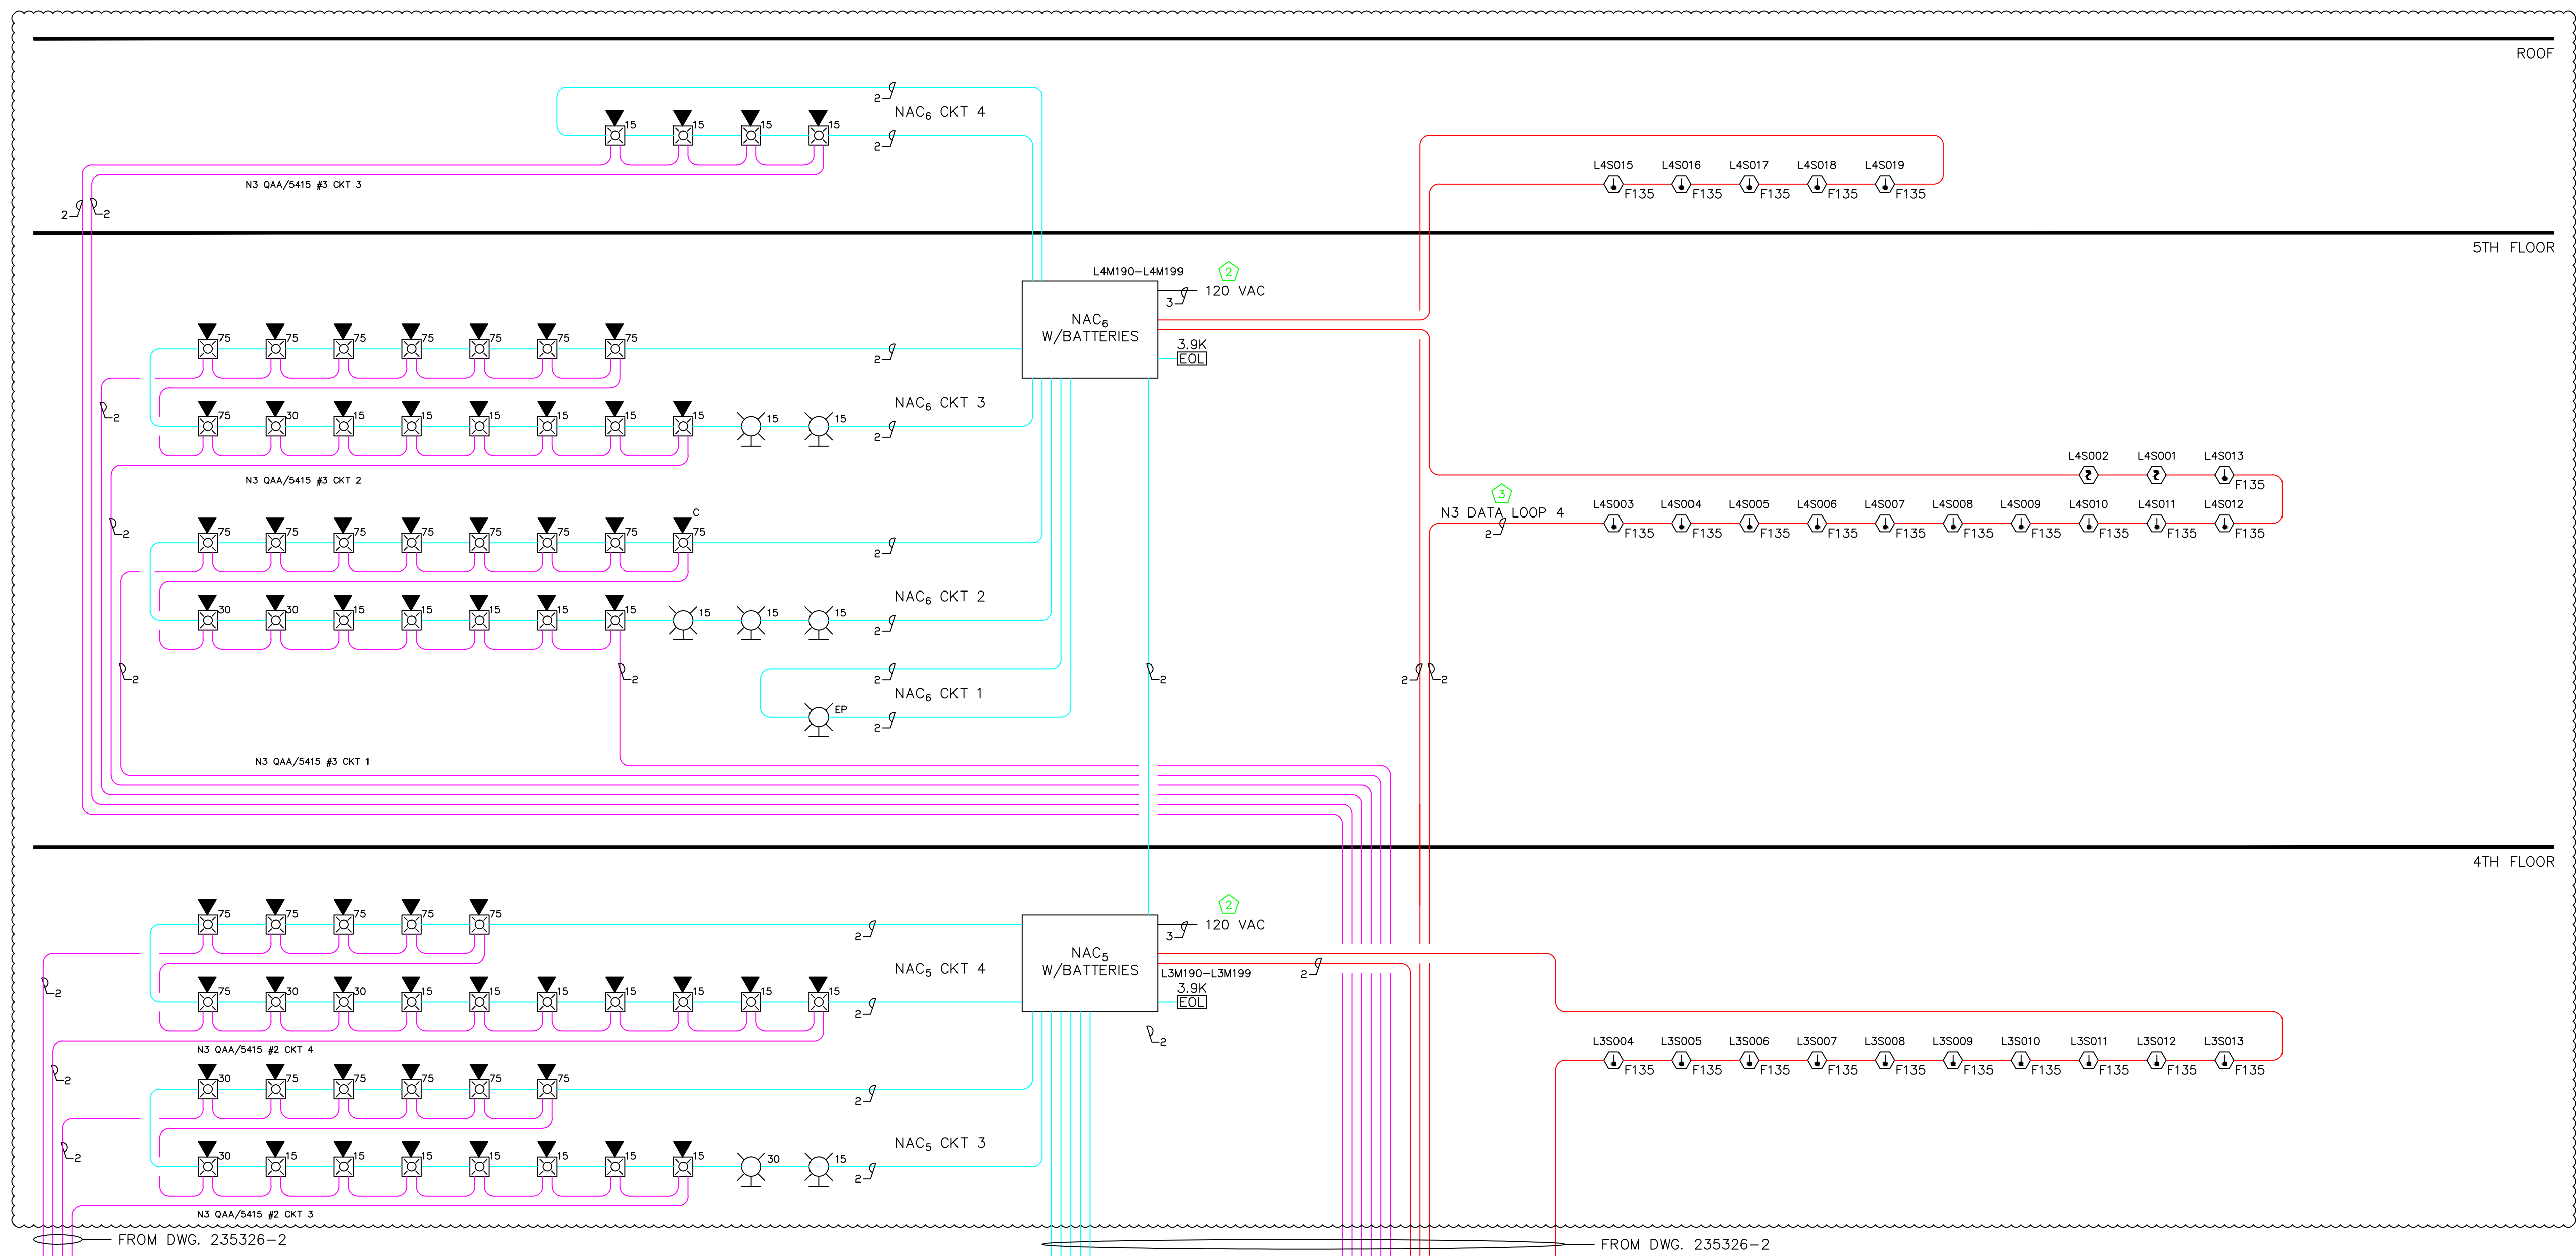 ROOF
2
NAC6 CKT 4
15 15 15 15
2
L4S015 L4S016 L4S017 L4S018 L4S019
F135 F135 F135 F135 F135
N3 QAA/5415 #3 CKT 3
2 2
5TH FLOOR
L4M190-L4M199
2
120 VAC
3
NAC6
W/BATTERIES
3.9K
EOL
75 75 75 75 75 75 75
2
2
NAC6 CKT 3
75 30 15 15 15 15 15 15 15 15
2
N3 QAA/5415 #3 CKT 2
L4S002 L4S001 L4S013
F135
3
N3 DATA LOOP 4
2
L4S003 L4S004 L4S005 L4S006 L4S007 L4S008 L4S009 L4S010 L4S011 L4S012
F135 F135 F135 F135 F135 F135 F135 F135 F135 F135
2
C
75 75 75 75 75 75 75 75
2
NAC6 CKT 2
30 30 15 15 15 15 15 15 15 15
2
2 2 2 2 2 2
NAC6 CKT 1
EP
2
N3 QAA/5415 #3 CKT 1
4TH FLOOR
2
120 VAC
3
NAC5
W/BATTERIES
L3M190-L3M199
3.9K
EOL
2
2
75 75 75 75 75
2
NAC5 CKT 4
2
75 30 30 15 15 15 15 15 15 15
2
N3 QAA/5415 #2 CKT 4
L3S004 L3S005 L3S006 L3S007 L3S008 L3S009 L3S010 L3S011 L3S012 L3S013
F135 F135 F135 F135 F135 F135 F135 F135 F135 F135
2
30 75 75 75 75 75
2
NAC5 CKT 3
2
30 15 15 15 15 15 15 15 30 15
2
N3 QAA/5415 #2 CKT 3
FROM DWG. 235326-2
FROM DWG. 235326-2